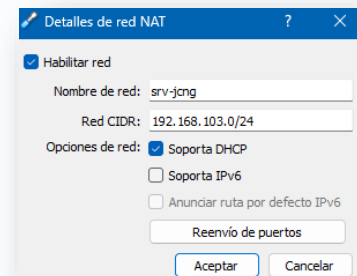 Detalles de red NAT ?
Habilitar red
Nombre de red: srv-jcng
Red CIDR: 192.168.103.0/24
Opciones de red: Soporta DHCP
Soporta IPv6
Anunciar ruta por defecto IPv6
Reenvío de puertos
Aceptar Cancelar